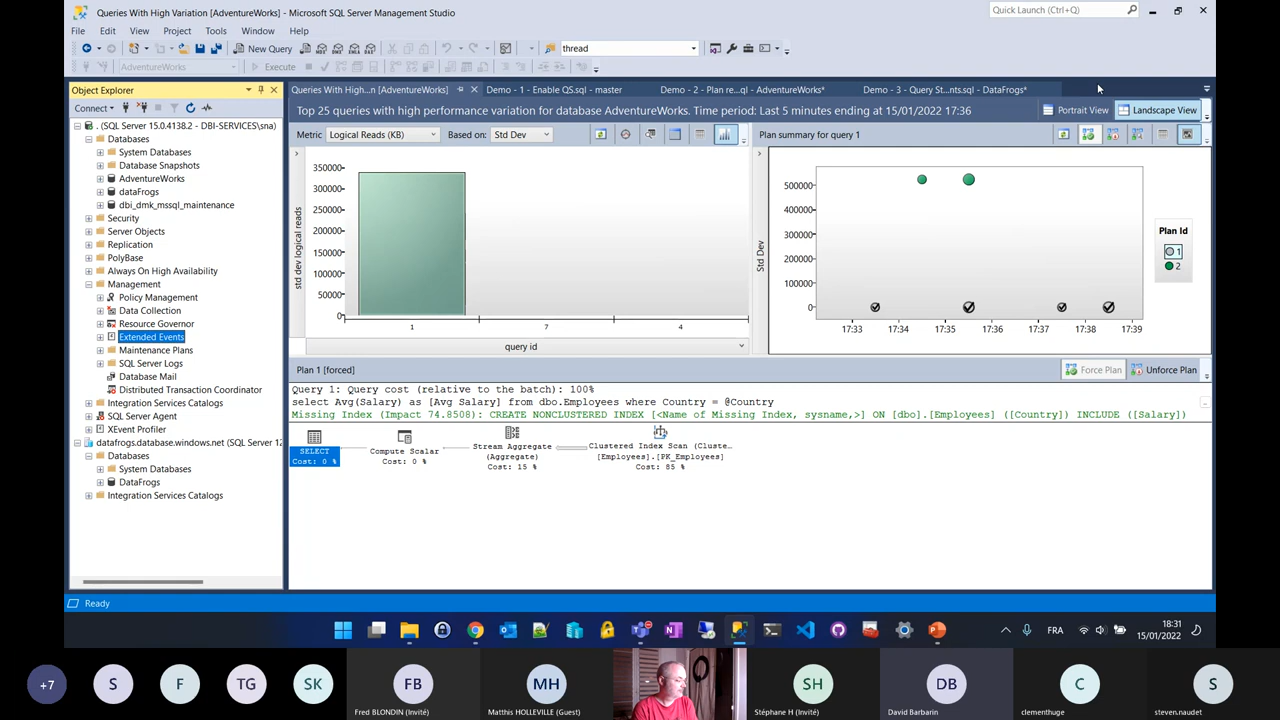 Queries With High Variation [AdventureWorks] - Microsoft SQL Server Management Studio
Quick Launch (Ctrl+Q)
File Edit View Project Tools Window Help
New Query
thread
AdventureWorks
Execute
Object Explorer
Connect
. (SQL Server 15.0.4138.2 - DBI-SERVICES\sna)
Databases
System Databases
Database Snapshots
AdventureWorks
dataFrogs
dbi_dmk_mssql_maintenance
Security
Server Objects
Replication
PolyBase
Always On High Availability
Management
Policy Management
Data Collection
Resource Governor
Extended Events
Maintenance Plans
SQL Server Logs
Database Mail
Distributed Transaction Coordinator
Integration Services Catalogs
SQL Server Agent
XEvent Profiler
datafrogs.database.windows.net (SQL Server 12
Databases
System Databases
DataFrogs
Integration Services Catalogs
Queries With High...n [AdventureWorks]
Demo - 1 - Enable QS.sql - master
Demo - 2 - Plan re...ql - AdventureWorks*
Demo - 3 - Query St...nts.sql - DataFrogs*
Top 25 queries with high performance variation for database AdventureWorks. Time period: Last 5 minutes ending at 15/01/2022 17:36
Portrait View
Landscape View
Metric Logical Reads (KB) Based on: Std Dev
350000
300000
250000
200000
150000
100000
50000
0
std dev logical reads
1 7 4
query id
Plan summary for query 1
500000
400000
300000
200000
100000
0
Std Dev
17:33 17:34 17:35 17:36 17:37 17:38 17:39
Plan Id
1
2
Plan 1 [forced]
Force Plan
Unforce Plan
Query 1: Query cost (relative to the batch): 100%
select Avg(Salary) as [Avg Salary] from dbo.Employees where Country = @Country
Missing Index (Impact 74.8508): CREATE NONCLUSTERED INDEX [<Name of Missing Index, sysname,>] ON [dbo].[Employees] ([Country]) INCLUDE ([Salary])
SELECT
Cost: 0 %
Compute Scalar
Cost: 0 %
Stream Aggregate
(Aggregate)
Cost: 15 %
Clustered Index Scan (Cluste...
[Employees].[PK_Employees]
Cost: 85 %
Ready
FRA
18:31
15/01/2022
+7
S
F
TG
SK
FB
Fred BLONDIN (Invité)
MH
Matthis HOLLEVILLE (Guest)
SH
Stéphane H (Invité)
DB
David Barbarin
C
clementhuge
S
steven.naudet